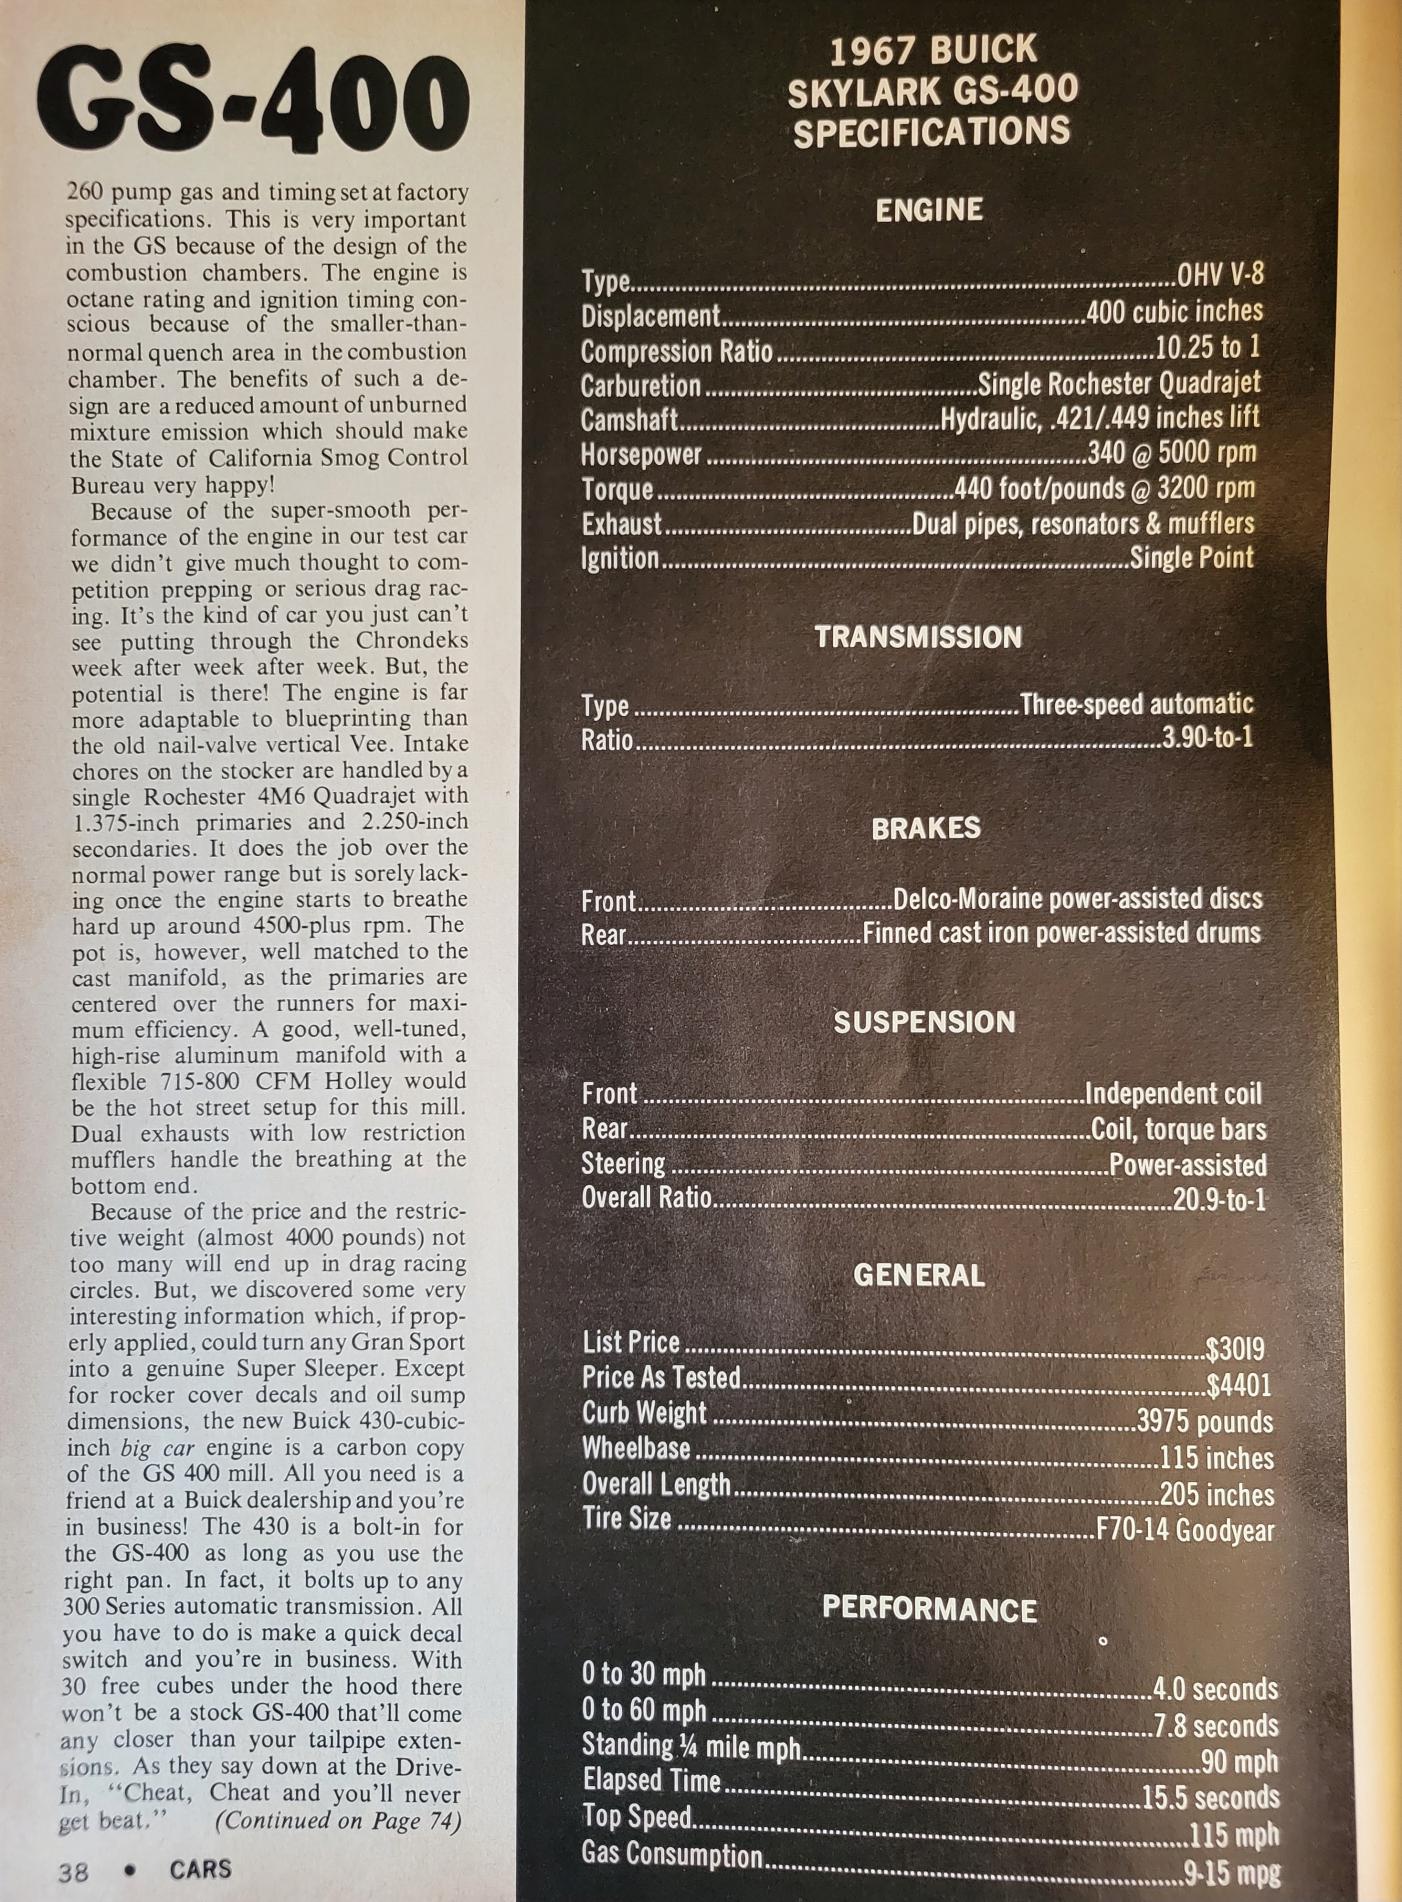 GS-400
260 pump gas and timing set at factory
specifications. This is very important
in the GS because of the design of the
combustion chambers. The engine is
octane rating and ignition timing con-
scious because of the smaller-than-
normal quench area in the combustion
chamber. The benefits of such a de-
sign are a reduced amount of unburned
mixture emission which should make
the State of California Smog Control
Bureau very happy!
Because of the super-smooth per-
formance of the engine in our test car
we didn't give much thought to com-
petition prepping or serious drag rac-
ing. It's the kind of car you just can't
see putting through the Chrondeks
week after week after week. But, the
potential is there! The engine is far
more adaptable to blueprinting than
the old nail-valve vertical Vee. Intake
chores on the stocker are handled by a
single Rochester 4M6 Quadrajet with
1.375-inch primaries and 2.250-inch
secondaries. It does the job over the
normal power range but is sorely lack-
ing once the engine starts to breathe
hard up around 4500-plus rpm. The
pot is, however, well matched to the
cast manifold, as the primaries are
centered over the runners for maxi-
mum efficiency. A good, well-tuned,
high-rise aluminum manifold with a
flexible 715-800 CFM Holley would
be the hot street setup for this mill.
Dual exhausts with low restriction
mufflers handle the breathing at the
bottom end.
Because of the price and the restric-
tive weight (almost 4000 pounds) not
too many will end up in drag racing
circles. But, we discovered some very
interesting information which, if prop-
erly applied, could turn any Gran Sport
into a genuine Super Sleeper. Except
for rocker cover decals and oil sump
dimensions, the new Buick 430-cubic-
inch big car engine is a carbon copy
of the GS 400 mill. All you need is a
friend at a Buick dealership and you're
in business! The 430 is a bolt-in for
the GS-400 as long as you use the
right pan. In fact, it bolts up to any
300 Series automatic transmission. All
you have to do is make a quick decal
switch and you're in business. With
30 free cubes under the hood there
won't be a stock GS-400 that'll come
any closer than your tailpipe exten-
sions. As they say down at the Drive-
In, "Cheat, Cheat and you'll never
get beat." (Continued on Page 74)
38 • CARS
1967 BUICK
SKYLARK GS-400
SPECIFICATIONS
ENGINE
Type OHV V-8
Displacement 400 cubic inches
Compression Ratio 10.25 to 1
Carburetion Single Rochester Quadrajet
Camshaft Hydraulic, .421/.449 inches lift
Horsepower 340 @ 5000 rpm
Torque 440 foot/pounds @ 3200 rpm
Exhaust Dual pipes, resonators & mufflers
Ignition Single Point
TRANSMISSION
Type Three-speed automatic
Ratio 3.90-to-1
BRAKES
Front Delco-Moraine power-assisted discs
Rear Finned cast iron power-assisted drums
SUSPENSION
Front Independent coil
Rear Coil, torque bars
Steering Power-assisted
Overall Ratio 20.9-to-1
GENERAL
List Price $3019
Price As Tested $4401
Curb Weight 3975 pounds
Wheelbase 115 inches
Overall Length 205 inches
Tire Size F70-14 Goodyear
PERFORMANCE
0 to 30 mph 4.0 seconds
0 to 60 mph 7.8 seconds
Standing ¼ mile mph 90 mph
Elapsed Time 15.5 seconds
Top Speed 115 mph
Gas Consumption 9-15 mpg